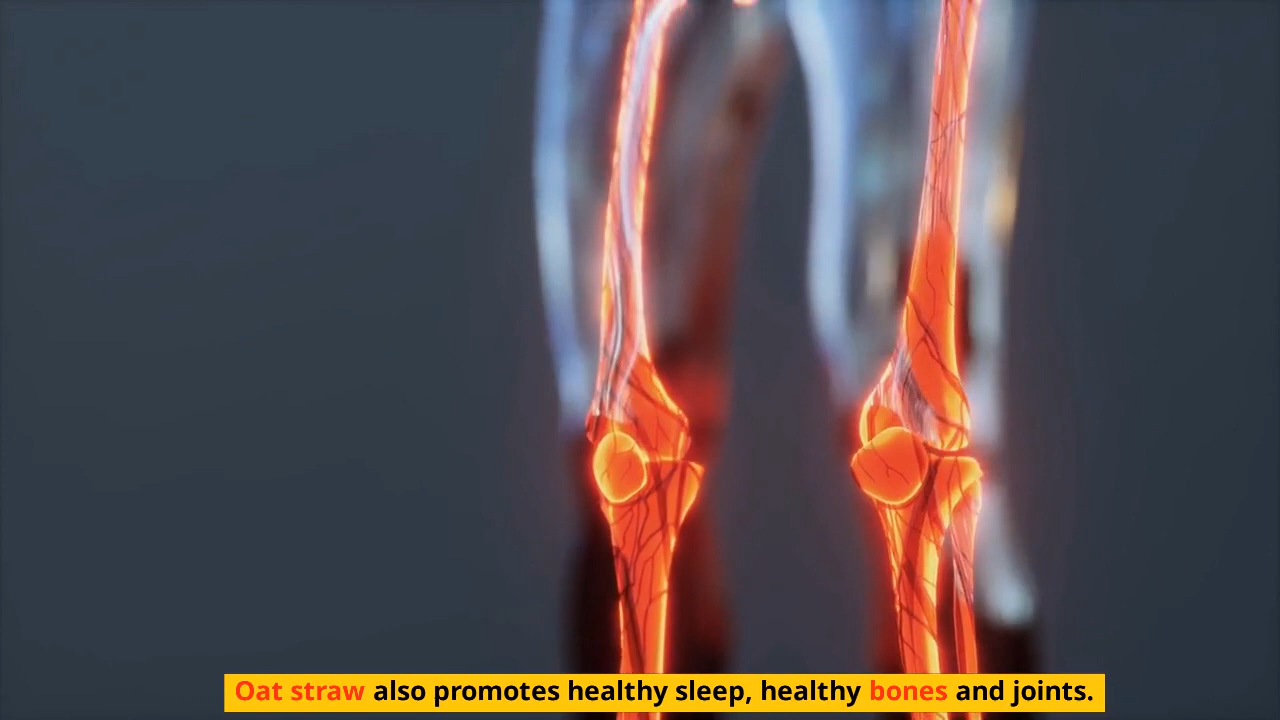 Oat straw also promotes healthy sleep, healthy bones and joints.